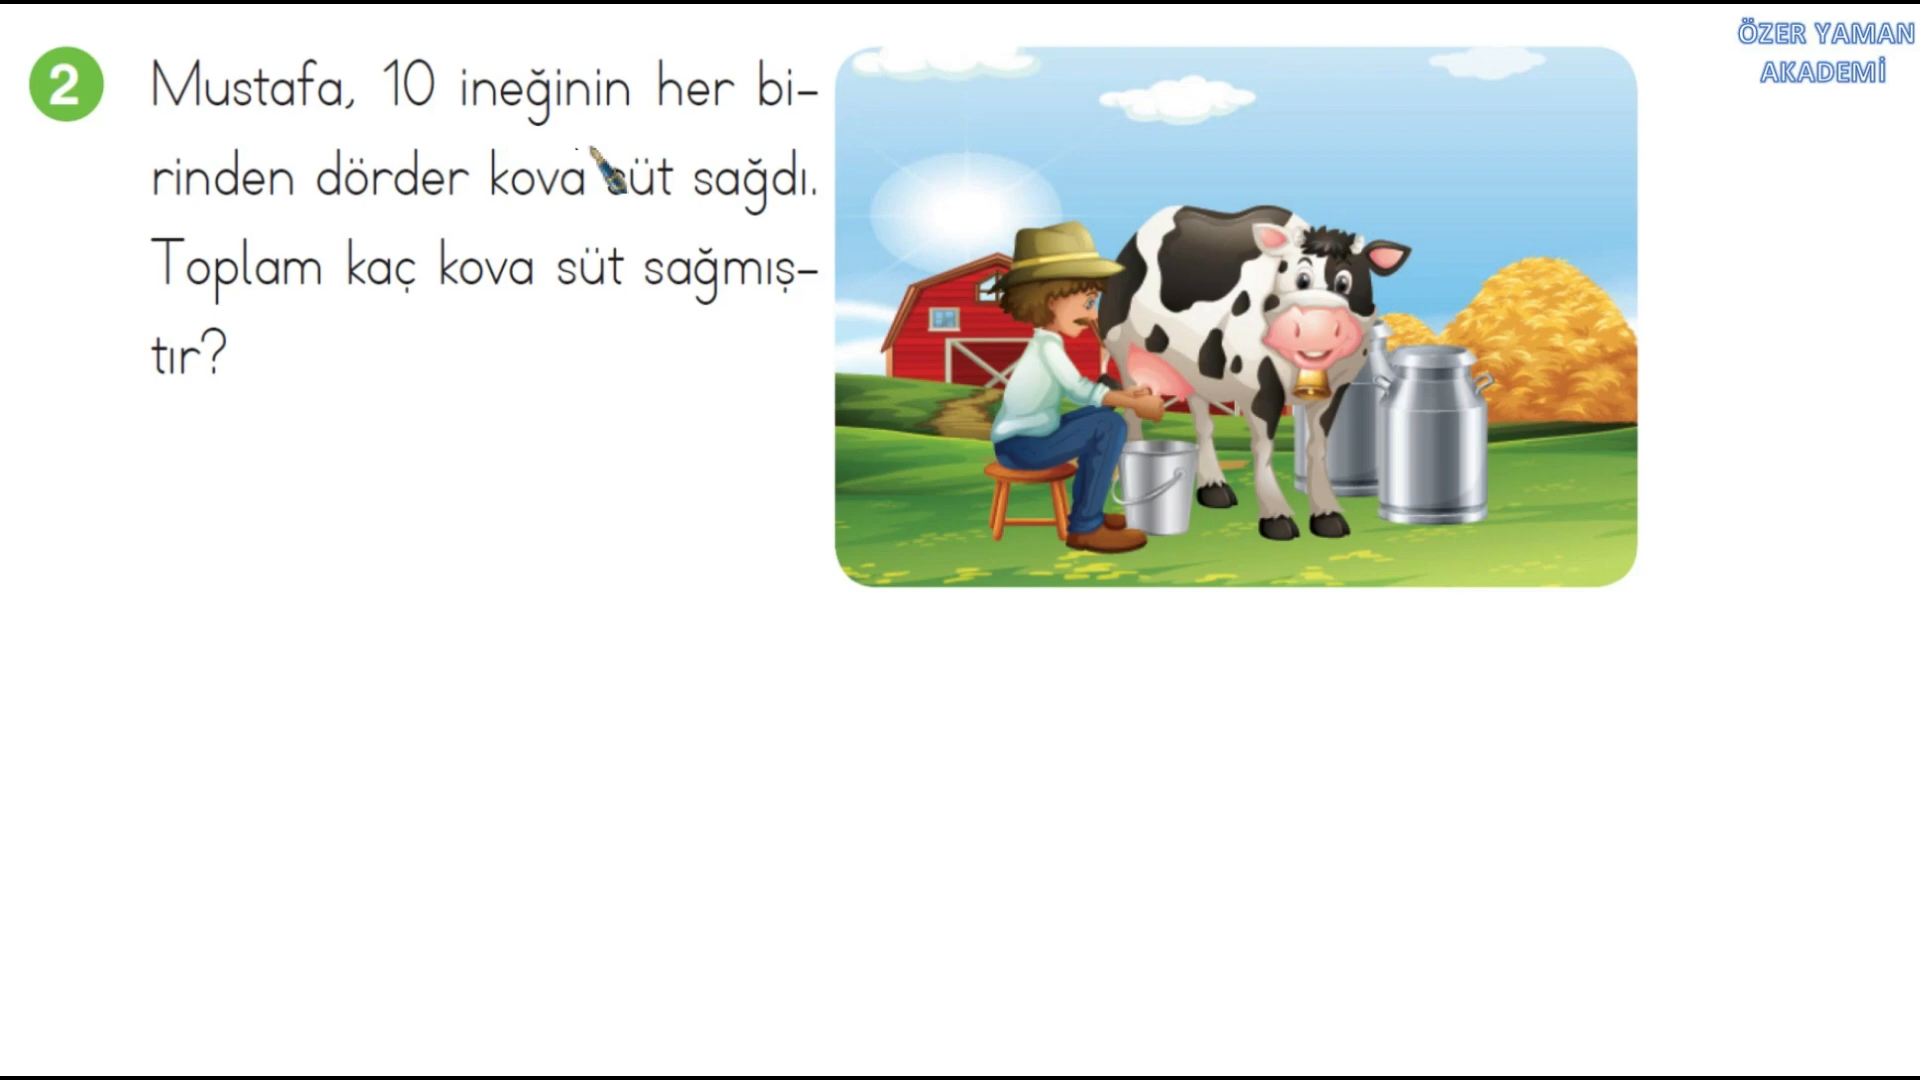 2
Mustafa, 10 ineğinin her bi-
rinden dörder kova süt sağdı.
Toplam kaç kova süt sağmış-
tır?
ÖZER YAMAN
AKADEMİ